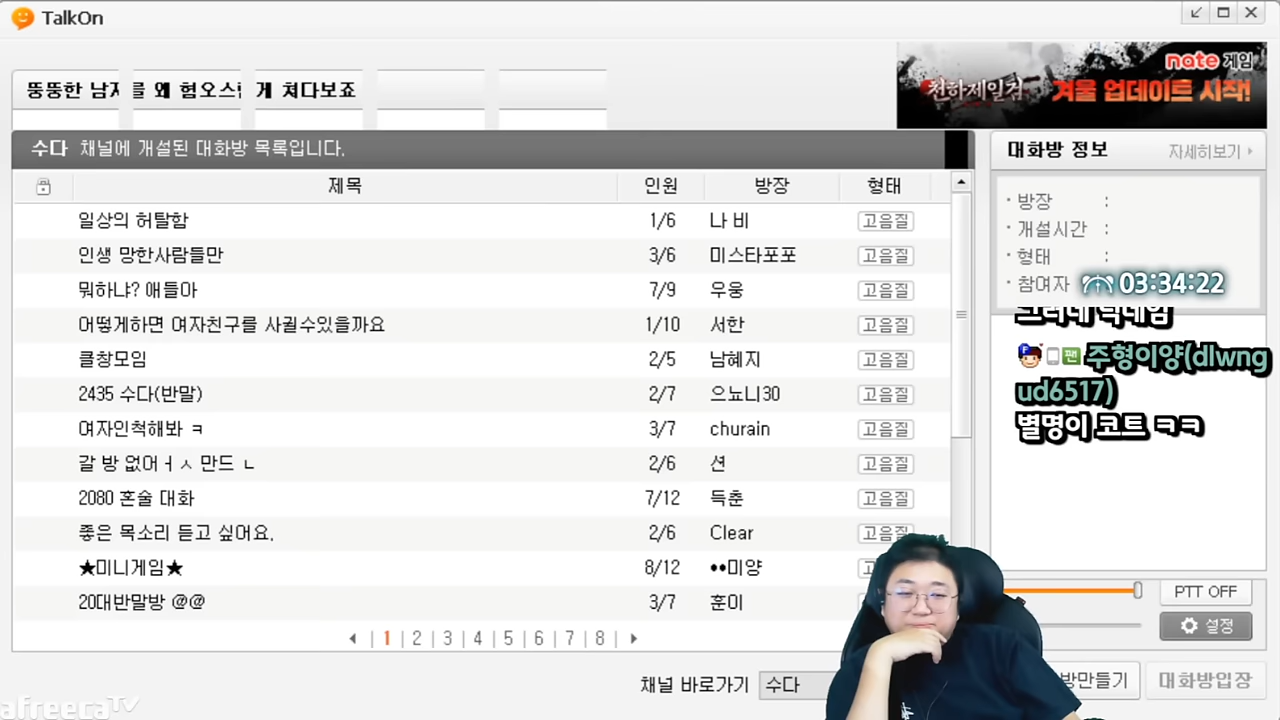 TalkOn
뚱뚱한 남자 를 왜 혐오스럽 게 쳐다보죠
nate 게임
천하제일검 겨울 업데이트 시작!
수다 채널에 개설된 대화방 목록입니다.
제목 인원 방장 형태
일상의 허탈함 1/6 나 비 고음질
인생 망한사람들만 3/6 미스타포포 고음질
뭐하냐? 애들아 7/9 우웅 고음질
어떻게하면 여자친구를 사귈수있을까요 1/10 서한 고음질
클창모임 2/5 남혜지 고음질
2435 수다(반말) 2/7 으뇨니30 고음질
여자인척해봐 ㅋ 3/7 churain 고음질
갈 방 없어ㅓㅅ 만드ㄴ 2/6 션 고음질
2080 혼술 대화 7/12 득춘 고음질
좋은 목소리 듣고 싶어요. 2/6 Clear 고음질
★미니게임★ 8/12 ••미양
20대반말방 @@ 3/7 훈이
1 | 2 | 3 | 4 | 5 | 6 | 7 | 8
채널 바로가기 수다
대화방 정보 자세히보기
방장 :
개설시간 :
형태 :
참여자
03:34:22
팬 주형이양(dlwng
ud6517)
별명이 코트 ㅋㅋ
PTT OFF
설정
방만들기 대화방입장
afreecaTV